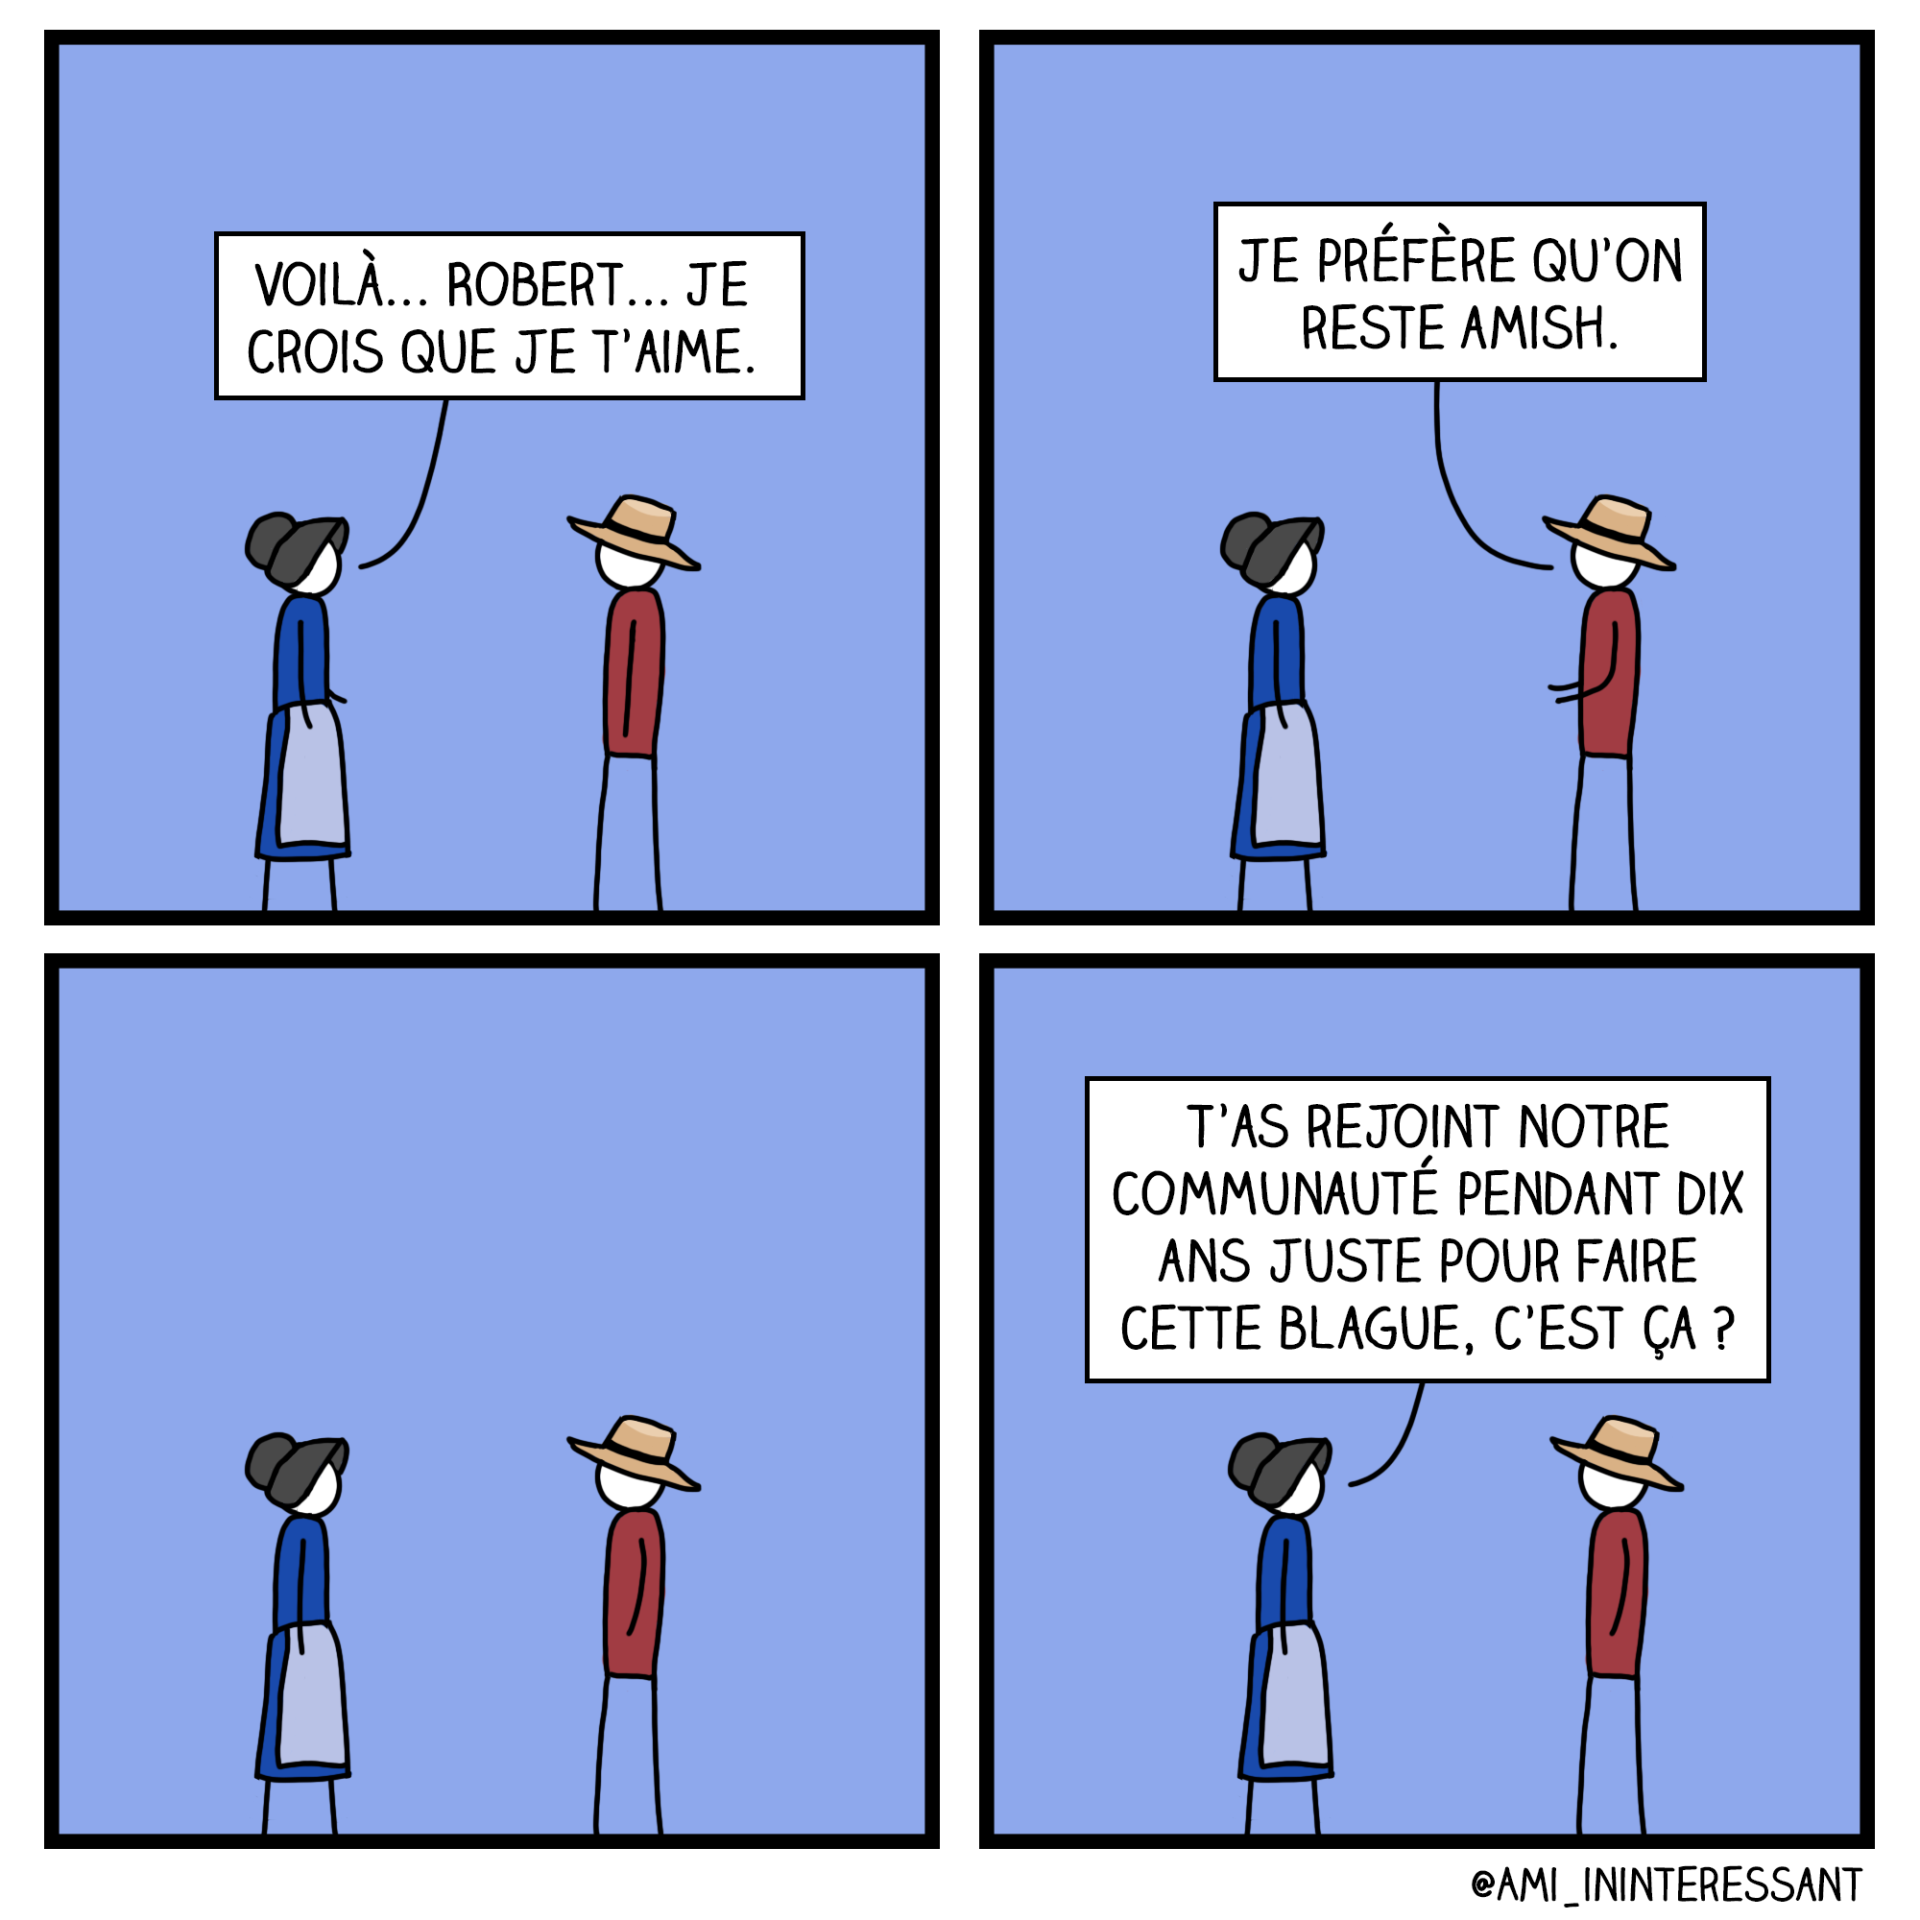 VOILÀ... ROBERT... JE
CROIS QUE JE T'AIME.
JE PRÉFÈRE QU'ON
RESTE AMISH.
T'AS REJOINT NOTRE
COMMUNAUTÉ PENDANT DIX
ANS JUSTE POUR FAIRE
CETTE BLAGUE, C'EST ÇA ?
@AMI_ININTERESSANT